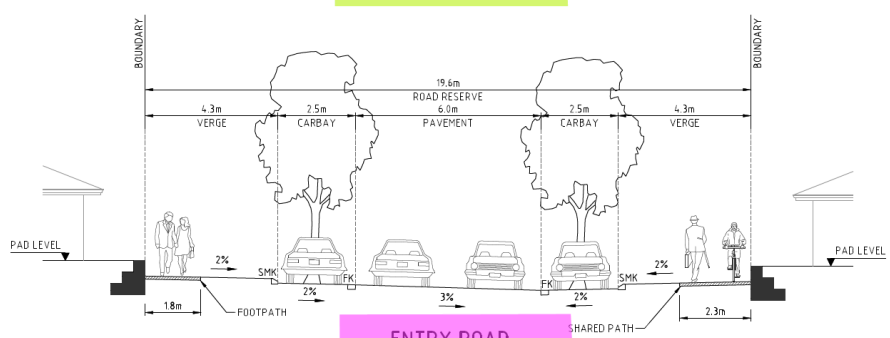 BOUNDARY
BOUNDARY
19.6m
ROAD RESERVE
4.3m
VERGE
2.5m
CARBAY
6.0m
PAVEMENT
2.5m
CARBAY
4.3m
VERGE
PAD LEVEL
PAD LEVEL
2%
SMK
FK
FK
SMK
2%
2%
3%
2%
1.8m
FOOTPATH
SHARED PATH
2.3m
ENTRY ROAD